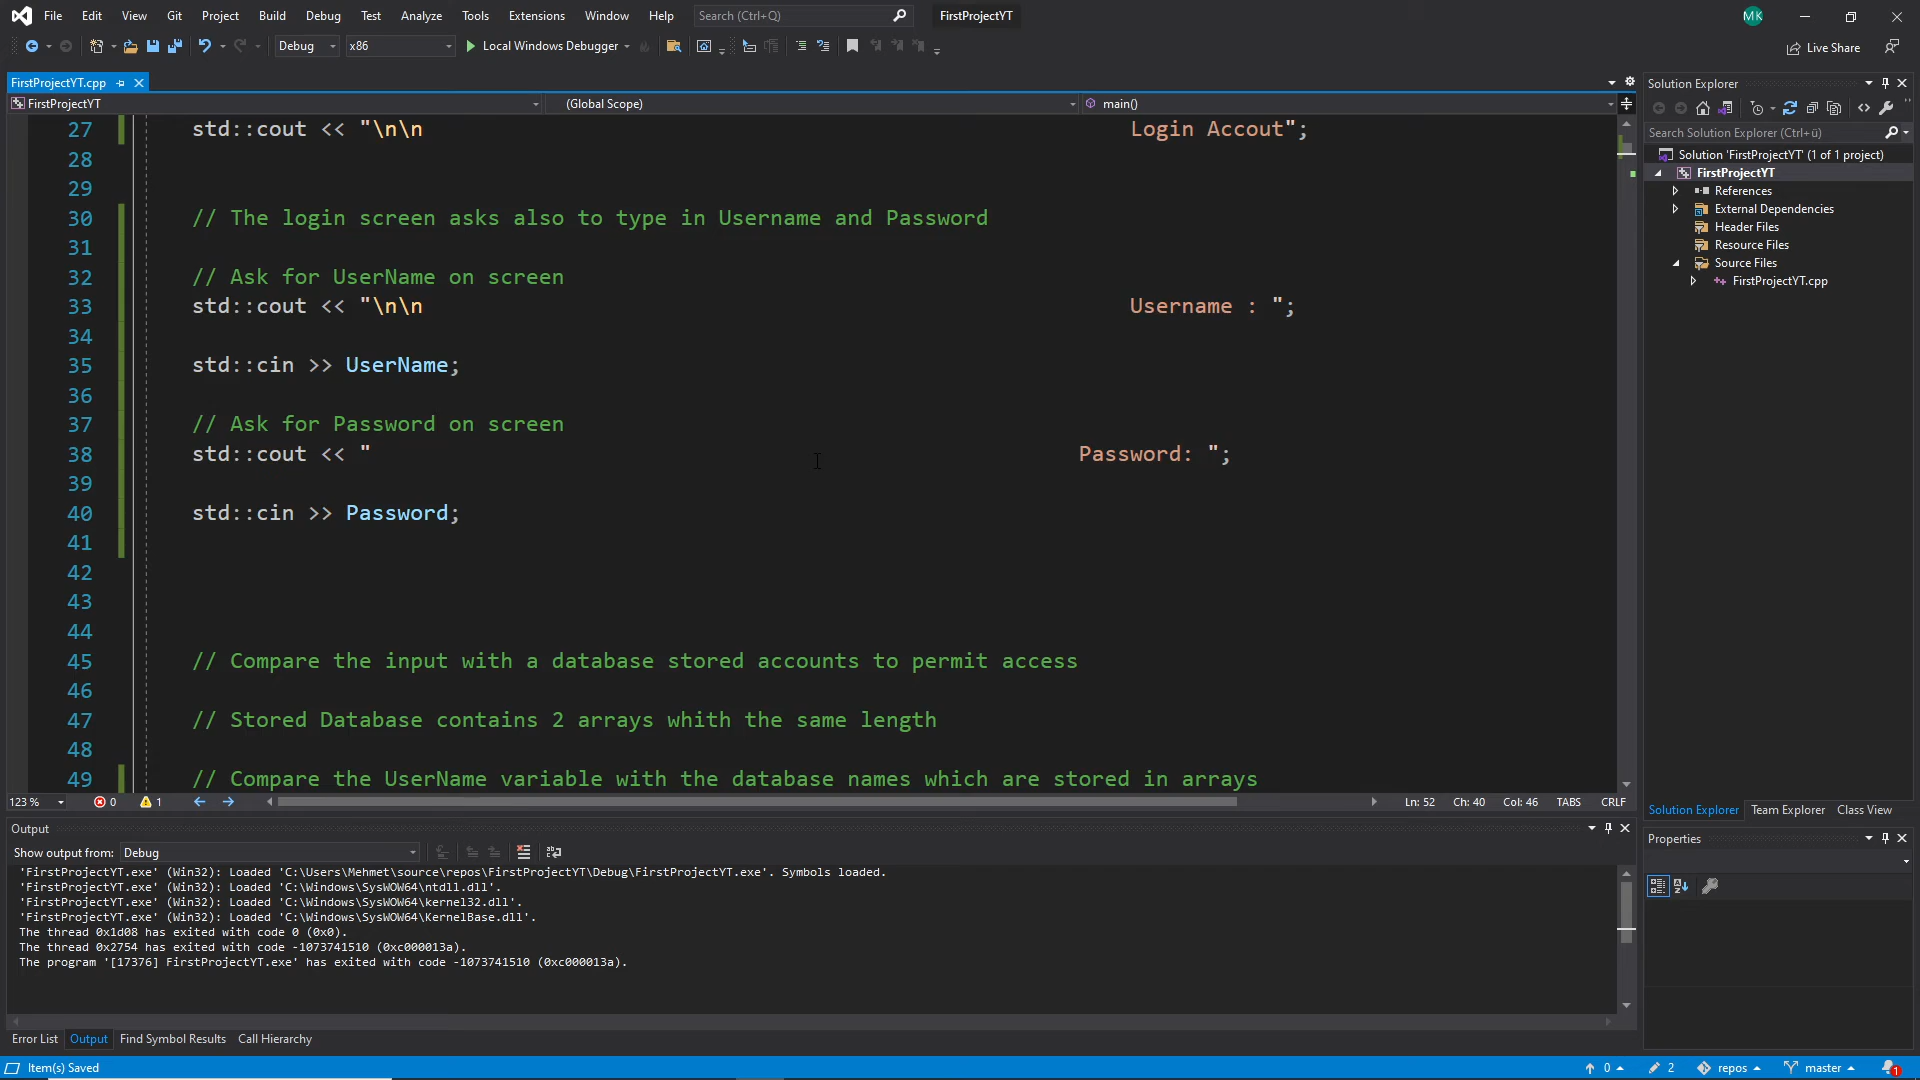 File Edit View Git Project Build Debug Test Analyze Tools Extensions Window Help Search (Ctrl+Q) FirstProjectYT MK
Debug x86 Local Windows Debugger Live Share
FirstProjectYT.cpp
FirstProjectYT (Global Scope) main()
27 std::cout << "\n\n Login Accout";
28
29
30 // The login screen asks also to type in Username and Password
31
32 // Ask for UserName on screen
33 std::cout << "\n\n Username : ";
34
35 std::cin >> UserName;
36
37 // Ask for Password on screen
38 std::cout << " Password: ";
39
40 std::cin >> Password;
41
42
43
44
45 // Compare the input with a database stored accounts to permit access
46
47 // Stored Database contains 2 arrays whith the same length
48
49 // Compare the UserName variable with the database names which are stored in arrays
123 % 0 1 Ln: 52 Ch: 40 Col: 46 TABS CRLF
Output
Show output from: Debug
'FirstProjectYT.exe' (Win32): Loaded 'C:\Users\Mehmet\source\repos\FirstProjectYT\Debug\FirstProjectYT.exe'. Symbols loaded.
'FirstProjectYT.exe' (Win32): Loaded 'C:\Windows\SysWOW64\ntdll.dll'.
'FirstProjectYT.exe' (Win32): Loaded 'C:\Windows\SysWOW64\kernel32.dll'.
'FirstProjectYT.exe' (Win32): Loaded 'C:\Windows\SysWOW64\KernelBase.dll'.
The thread 0x1d08 has exited with code 0 (0x0).
The thread 0x2754 has exited with code -1073741510 (0xc000013a).
The program '[17376] FirstProjectYT.exe' has exited with code -1073741510 (0xc000013a).
Error List Output Find Symbol Results Call Hierarchy
Solution Explorer
Search Solution Explorer (Ctrl+ü)
Solution 'FirstProjectYT' (1 of 1 project)
FirstProjectYT
References
External Dependencies
Header Files
Resource Files
Source Files
FirstProjectYT.cpp
Solution Explorer Team Explorer Class View
Properties
Item(s) Saved 0 2 repos master 1